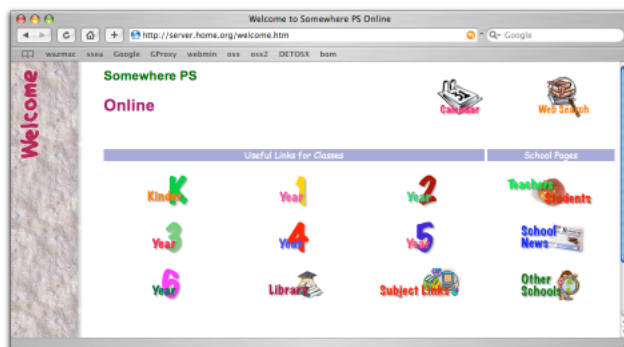 Welcome to Somewhere PS Online
http://server.home.org/welcome.htm
Google
wazmac ssea Google GProxy webmin oss oss2 DETOSX bom
Welcome
Somewhere PS
Online
Calendar
Web Search
Useful Links for Classes
School Pages
Kinder K
Year 1
Year 2
Teachers
Students
Year 3
Year 4
Year 5
School
News
Year 6
Library
Subject Links
Other
Schools